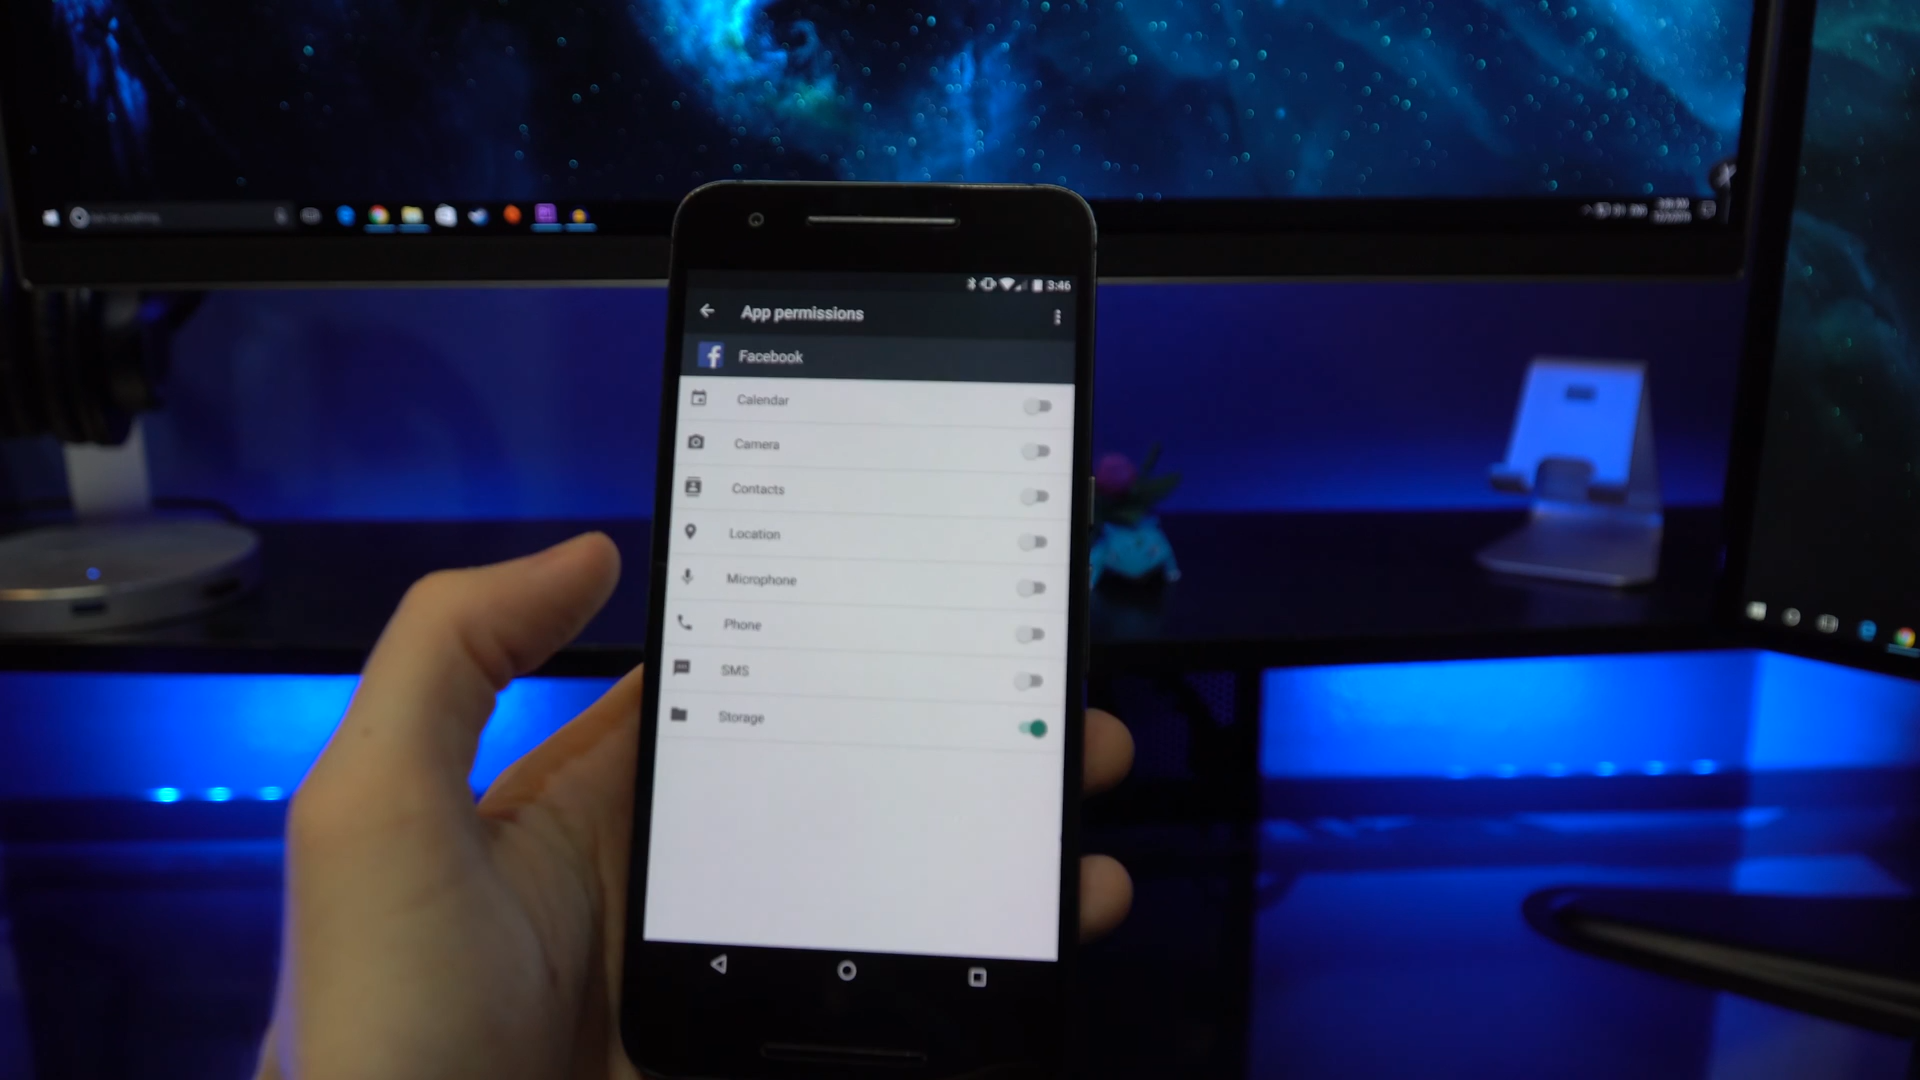 3:46
App permissions
f Facebook
Calendar
Camera
Contacts
Location
Microphone
Phone
SMS
Storage